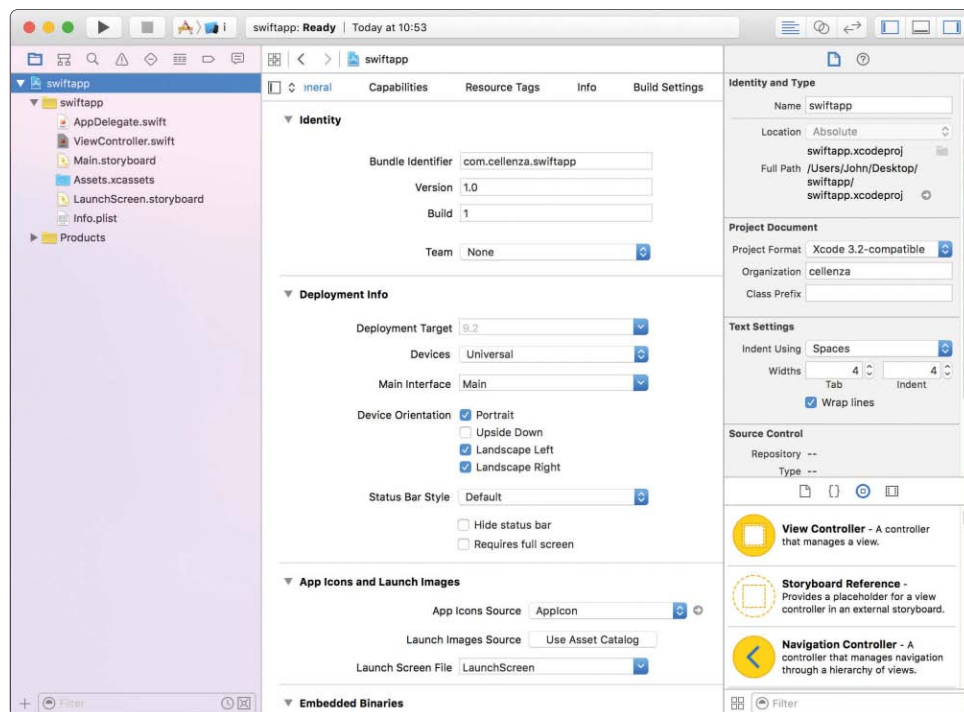 i
swiftapp: Ready | Today at 10:53
swiftapp
swiftapp
AppDelegate.swift
ViewController.swift
Main.storyboard
Assets.xcassets
LaunchScreen.storyboard
Info.plist
Products
Filter
swiftapp
neral Capabilities Resource Tags Info Build Settings
Identity
Bundle Identifier com.cellenza.swiftapp
Version 1.0
Build 1
Team None
Deployment Info
Deployment Target 9.2
Devices Universal
Main Interface Main
Device Orientation Portrait
Upside Down
Landscape Left
Landscape Right
Status Bar Style Default
Hide status bar
Requires full screen
App Icons and Launch Images
App Icons Source AppIcon
Launch Images Source Use Asset Catalog
Launch Screen File LaunchScreen
Embedded Binaries
Identity and Type
Name swiftapp
Location Absolute
swiftapp.xcodeproj
Full Path /Users/John/Desktop/
swiftapp/
swiftapp.xcodeproj
Project Document
Project Format Xcode 3.2-compatible
Organization cellenza
Class Prefix
Text Settings
Indent Using Spaces
Widths 4 4
Tab Indent
Wrap lines
Source Control
Repository --
Type --
{}
View Controller - A controller
that manages a view.
Storyboard Reference -
Provides a placeholder for a view
controller in an external storyboard.
Navigation Controller - A
controller that manages navigation
through a hierarchy of views.
Filter